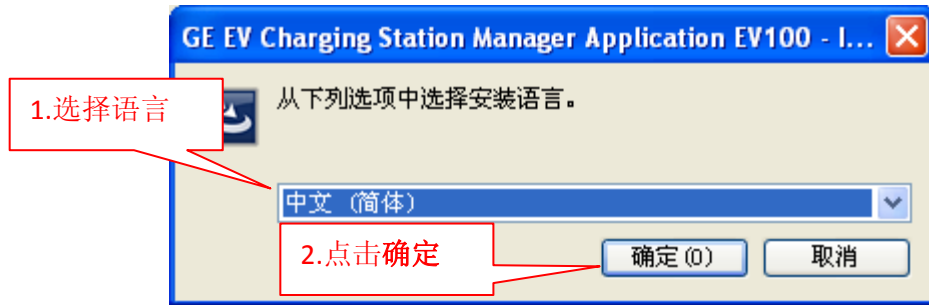 GE EV Charging Station Manager Application EV100 - I...
1.选择语言
从下列选项中选择安装语言。
中文 (简体)
2.点击确定
确定(O)
取消